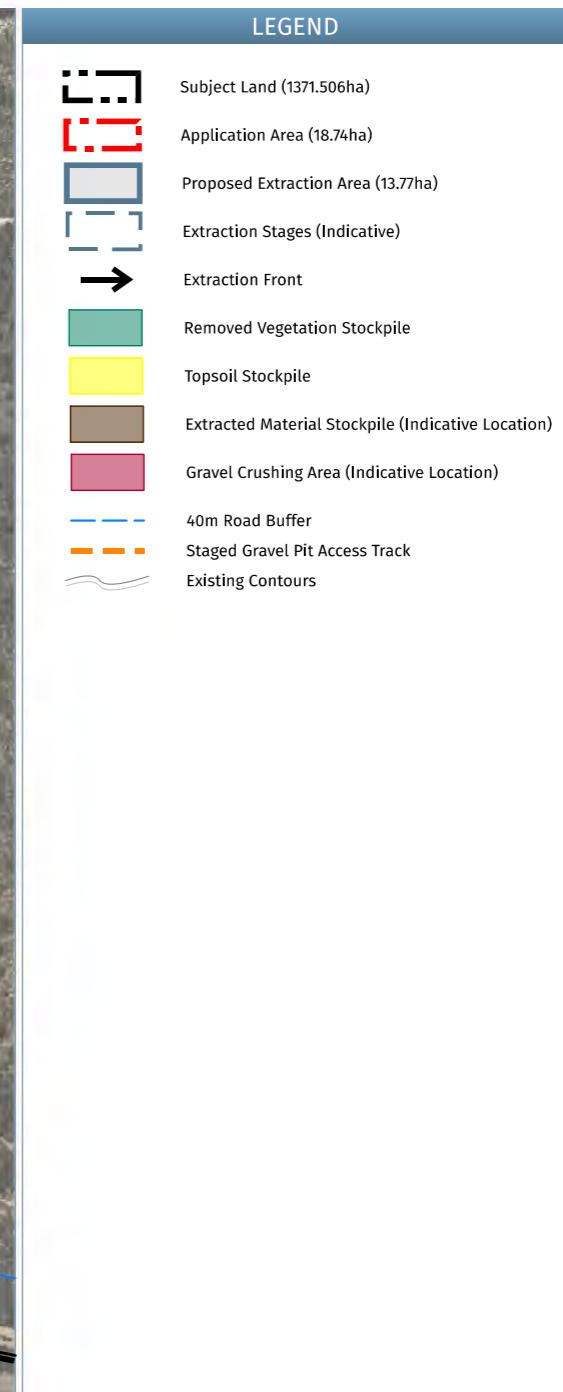 LEGEND
Subject Land (1371.506ha)
Application Area (18.74ha)
Proposed Extraction Area (13.77ha)
Extraction Stages (Indicative)
Extraction Front
Removed Vegetation Stockpile
Topsoil Stockpile
Extracted Material Stockpile (Indicative Location)
Gravel Crushing Area (Indicative Location)
40m Road Buffer
Staged Gravel Pit Access Track
Existing Contours